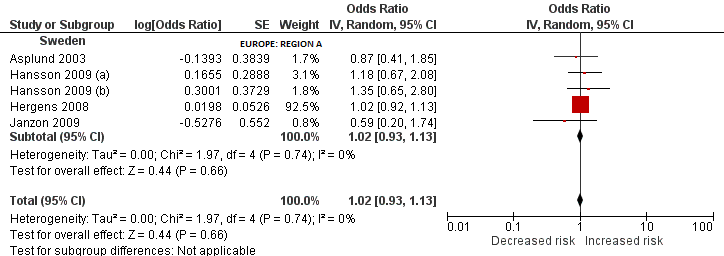 Odds Ratio Odds Ratio
Study or Subgroup log[Odds Ratio] SE Weight IV, Random, 95% CI IV, Random, 95% CI
Sweden EUROPE: REGION A
Asplund 2003 -0.1393 0.3839 1.7% 0.87 [0.41, 1.85]
Hansson 2009 (a) 0.1655 0.2888 3.1% 1.18 [0.67, 2.08]
Hansson 2009 (b) 0.3001 0.3729 1.8% 1.35 [0.65, 2.80]
Hergens 2008 0.0198 0.0526 92.5% 1.02 [0.92, 1.13]
Janzon 2009 -0.5276 0.552 0.8% 0.59 [0.20, 1.74]
Subtotal (95% CI) 100.0% 1.02 [0.93, 1.13]
Heterogeneity: Tau² = 0.00; Chi² = 1.97, df = 4 (P = 0.74); I² = 0%
Test for overall effect: Z = 0.44 (P = 0.66)
Total (95% CI) 100.0% 1.02 [0.93, 1.13]
Heterogeneity: Tau² = 0.00; Chi² = 1.97, df = 4 (P = 0.74); I² = 0%
Test for overall effect: Z = 0.44 (P = 0.66)
Test for subgroup differences: Not applicable
0.01 0.1 1 10 100
Decreased risk Increased risk